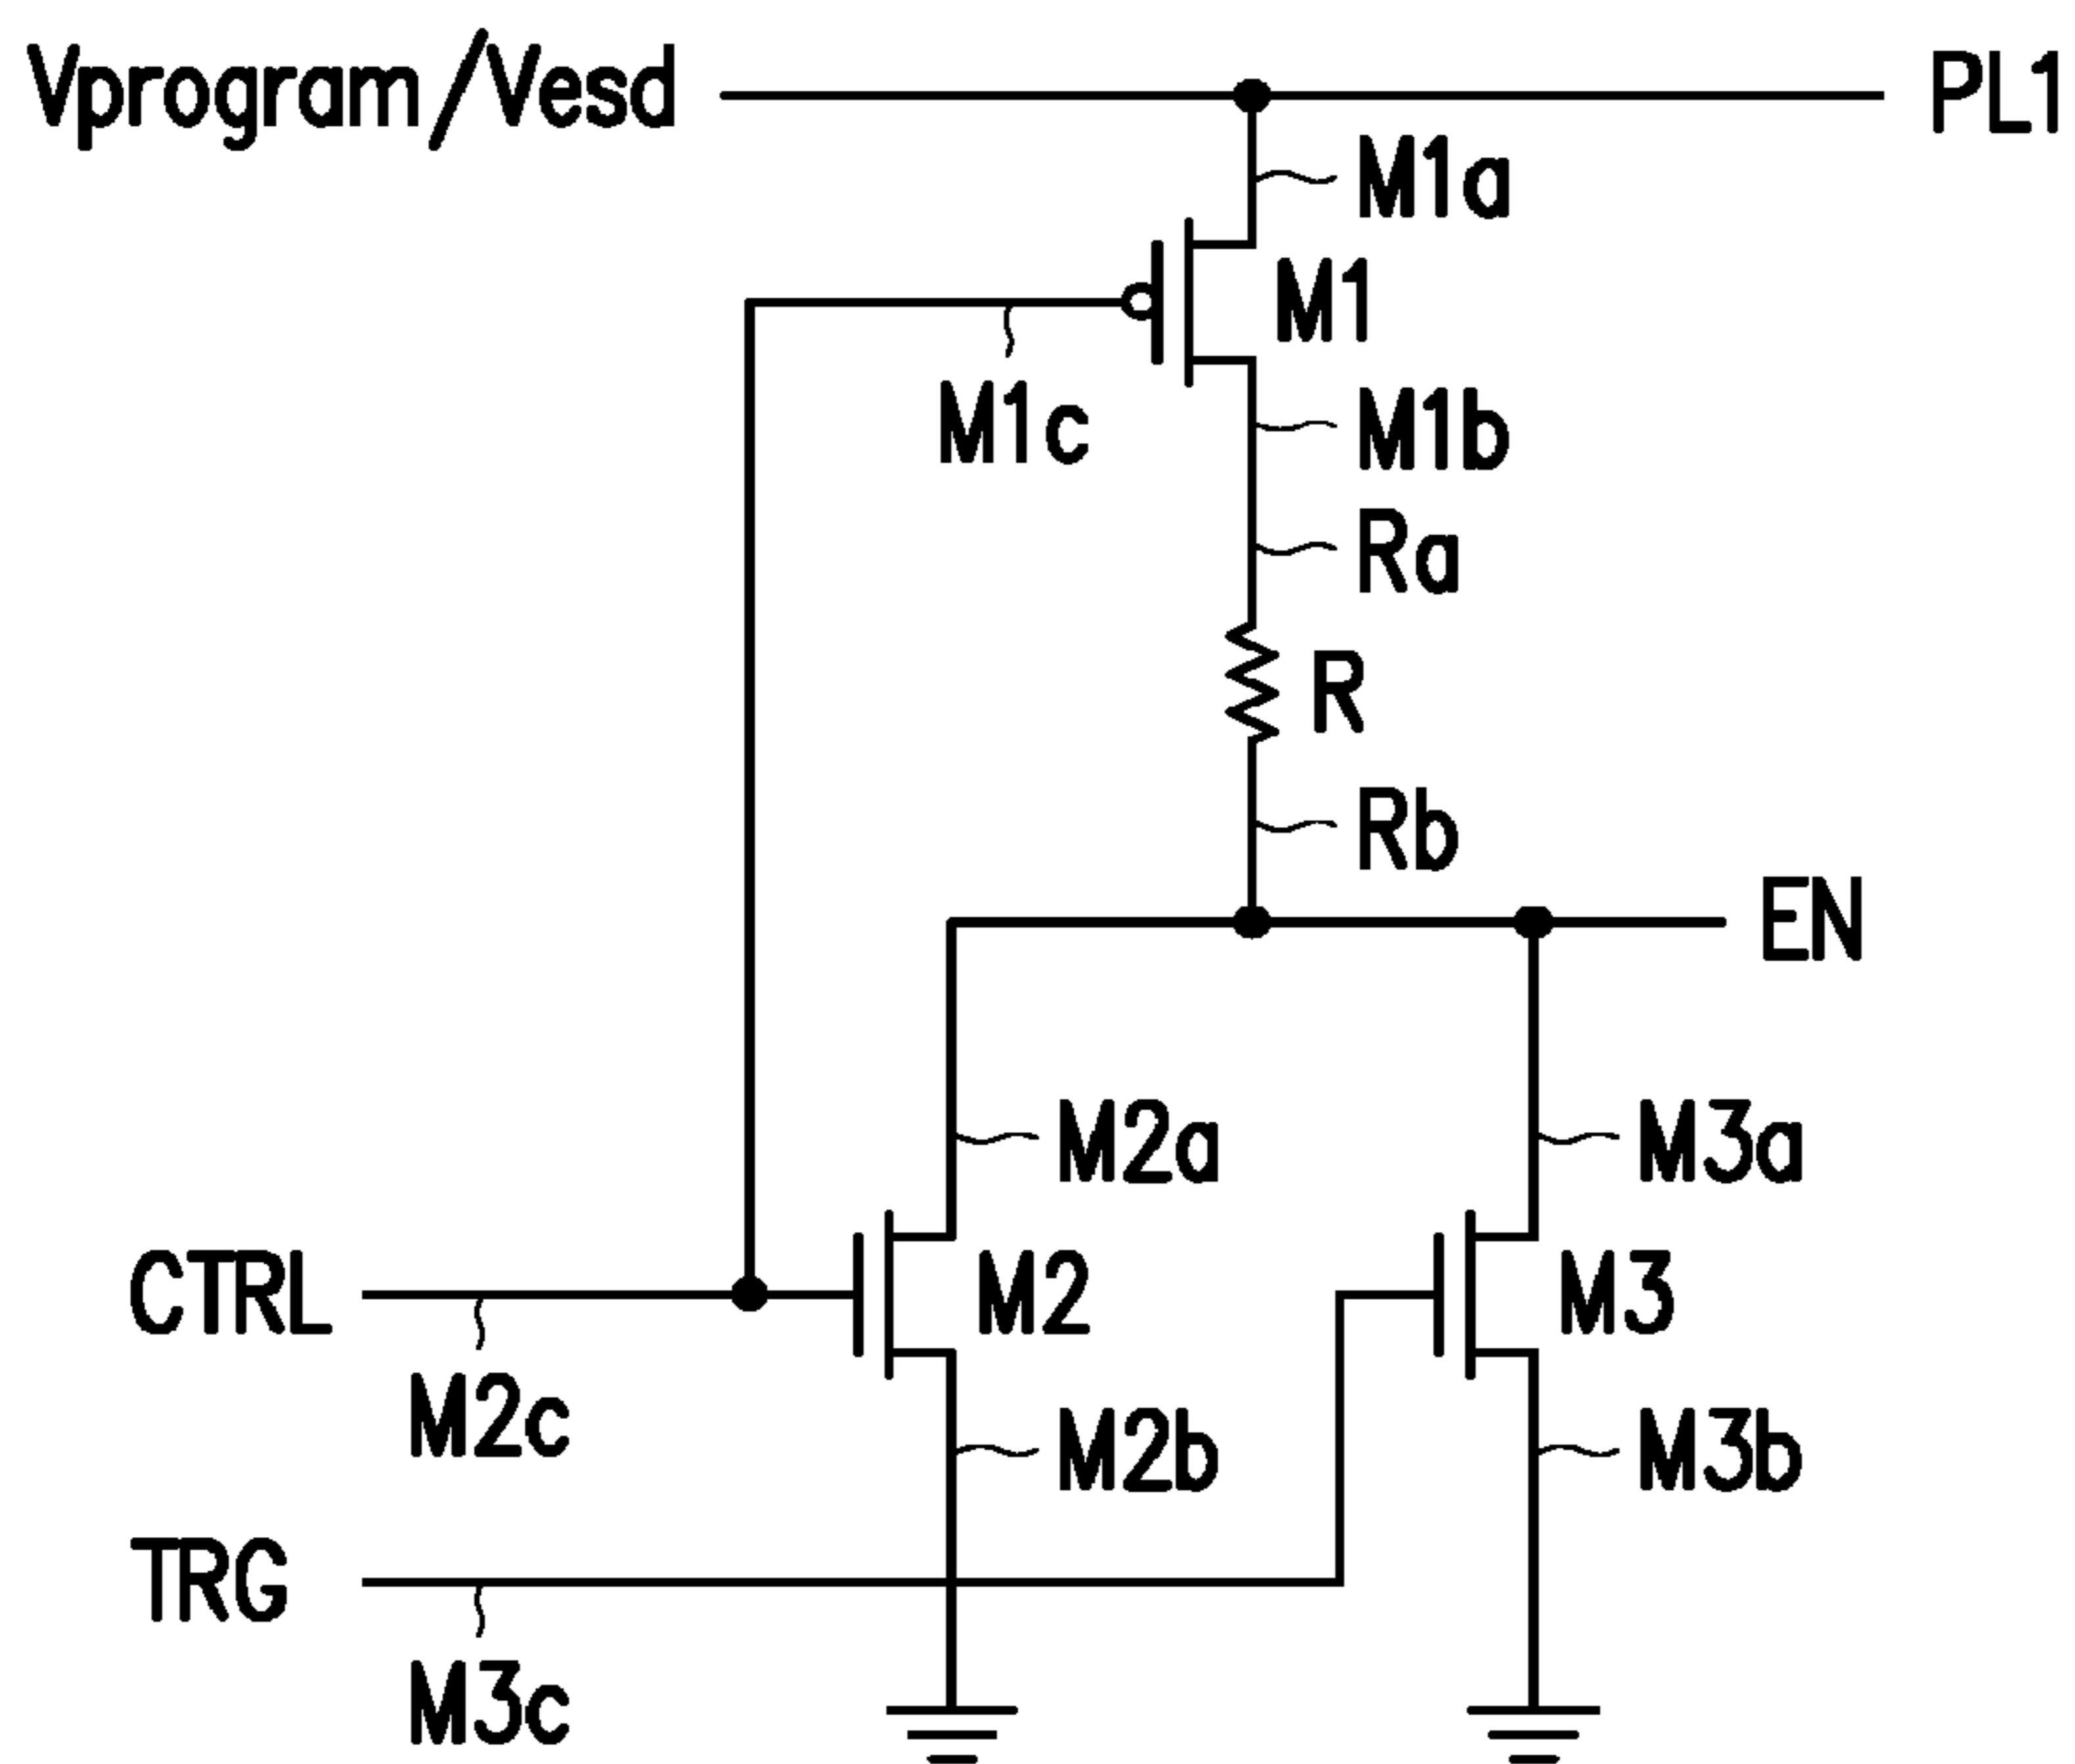 Vprogram/Vesd
PL1
M1a
M1
M1c
M1b
Ra
R
Rb
EN
M2a
M3a
CTRL
M2
M3
M2c
M2b
M3b
TRG
M3c